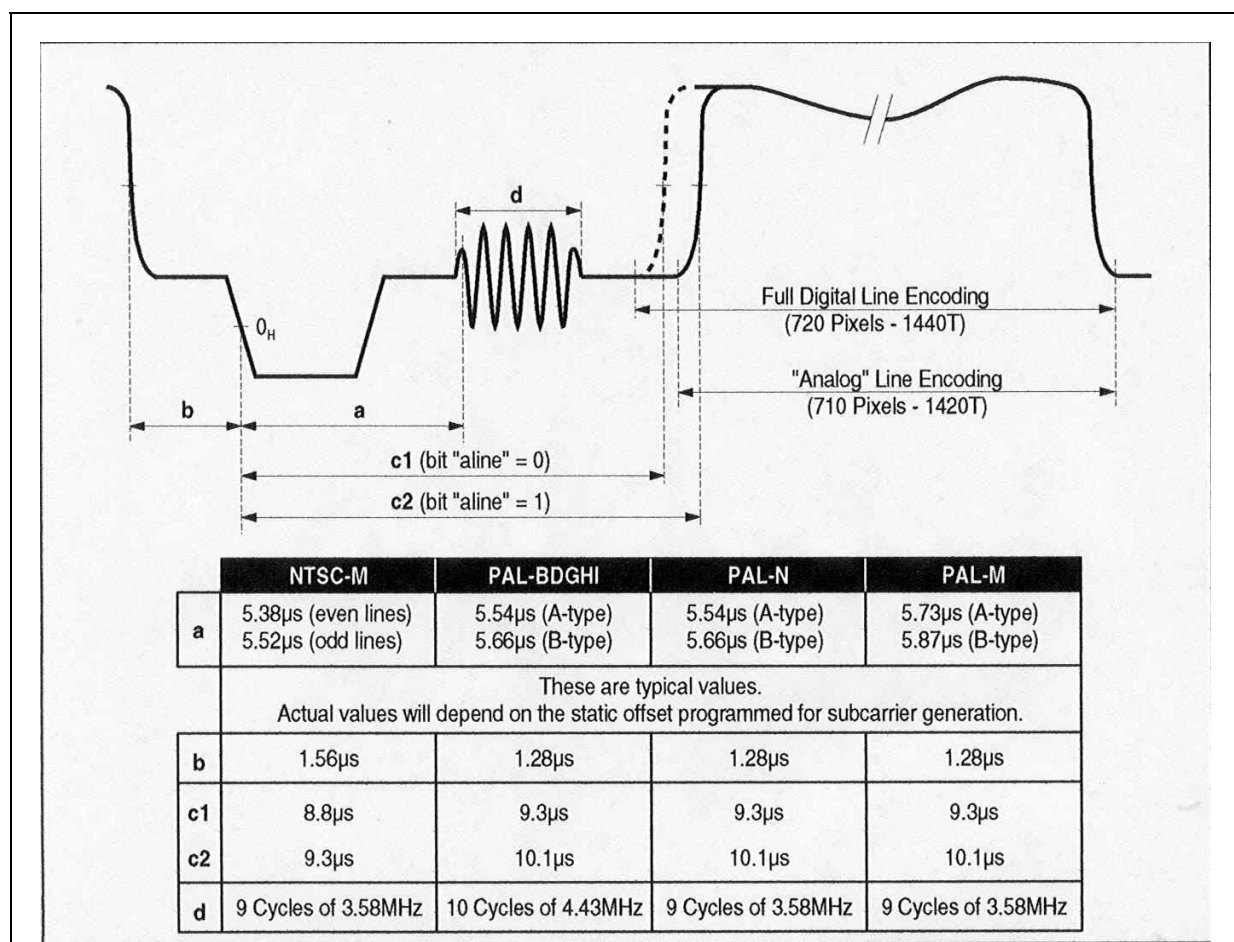 d
0H
b
a
Full Digital Line Encoding
(720 Pixels - 1440T)
"Analog" Line Encoding
(710 Pixels - 1420T)
c1 (bit "aline" = 0)
c2 (bit "aline" = 1)
NTSC-M PAL-BDGHI PAL-N PAL-M
a 5.38µs (even lines) 5.54µs (A-type) 5.54µs (A-type) 5.73µs (A-type)
5.52µs (odd lines) 5.66µs (B-type) 5.66µs (B-type) 5.87µs (B-type)
These are typical values.
Actual values will depend on the static offset programmed for subcarrier generation.
b 1.56µs 1.28µs 1.28µs 1.28µs
c1 8.8µs 9.3µs 9.3µs 9.3µs
c2 9.3µs 10.1µs 10.1µs 10.1µs
d 9 Cycles of 3.58MHz 10 Cycles of 4.43MHz 9 Cycles of 3.58MHz 9 Cycles of 3.58MHz